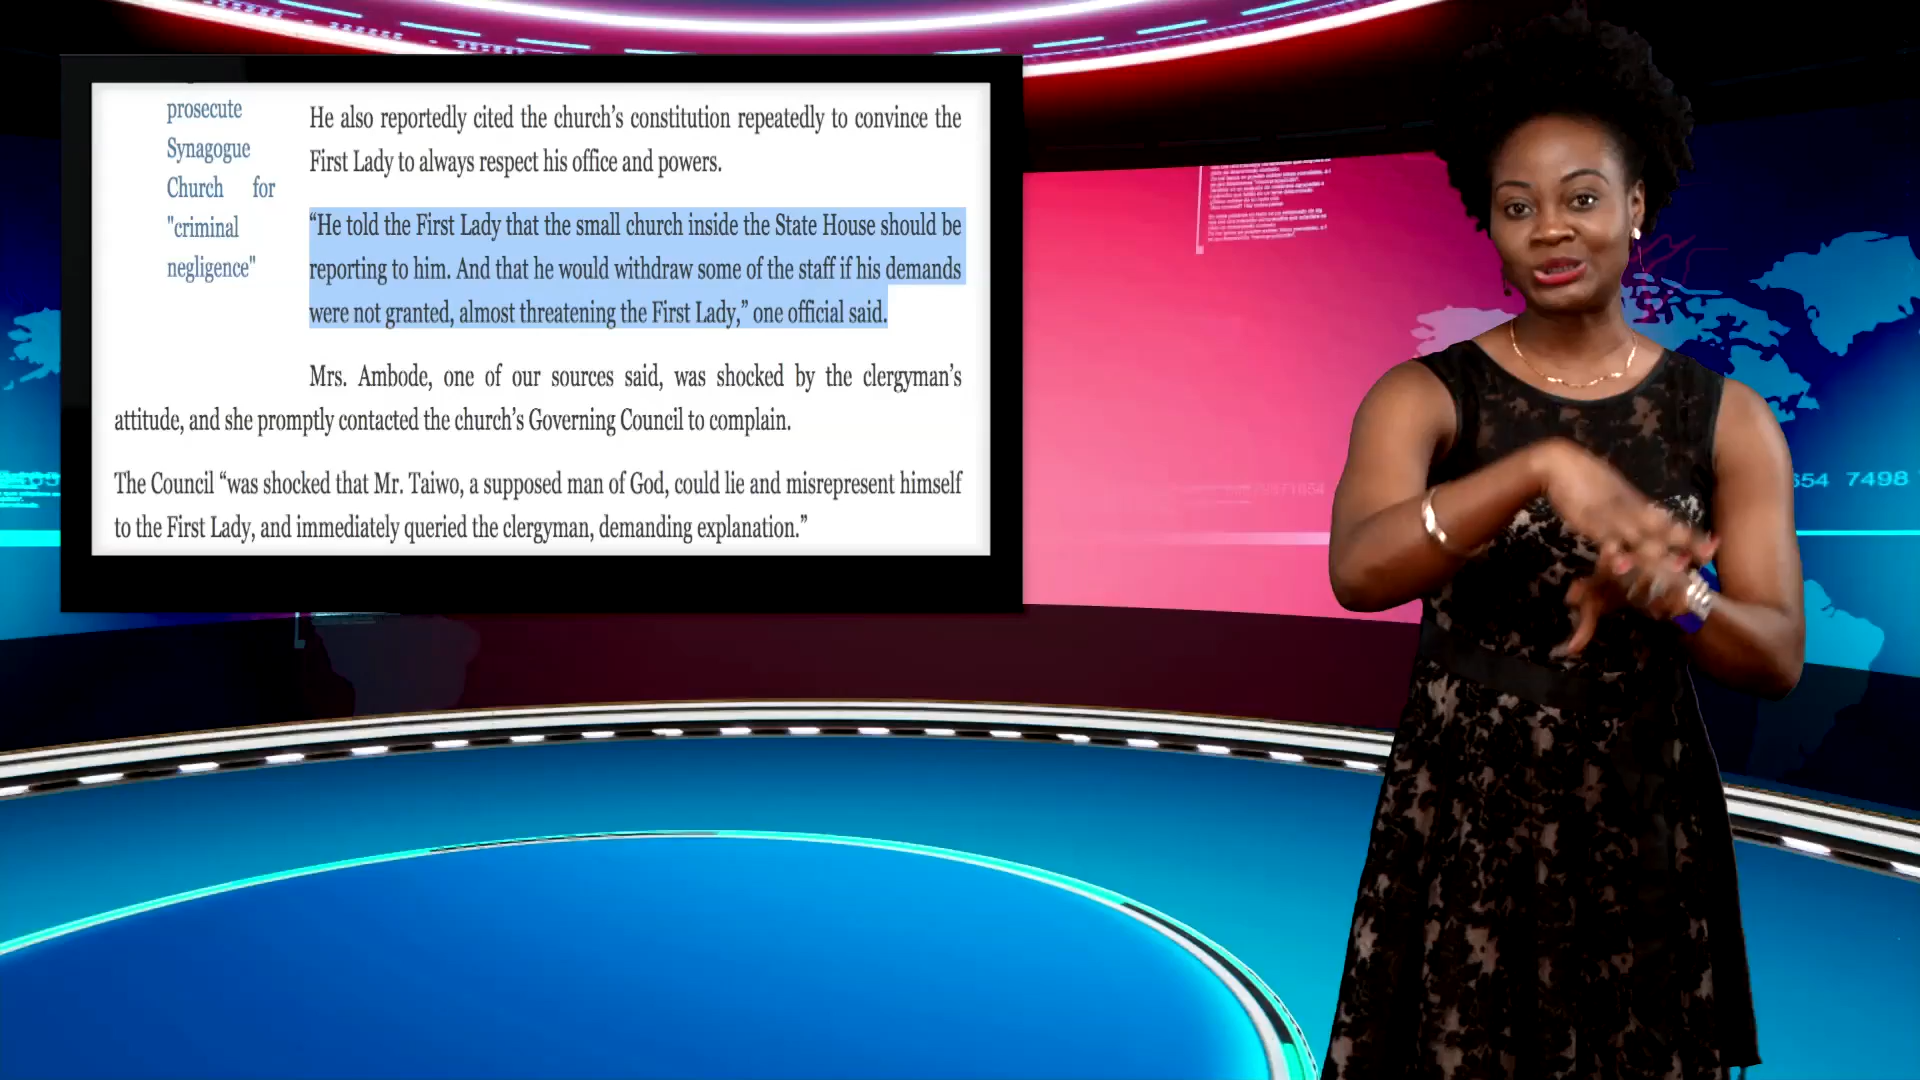 prosecute
Synagogue
Church for
"criminal
negligence"
He also reportedly cited the church's constitution repeatedly to convince the
First Lady to always respect his office and powers.
“He told the First Lady that the small church inside the State House should be
reporting to him. And that he would withdraw some of the staff if his demands
were not granted, almost threatening the First Lady,” one official said.
Mrs. Ambode, one of our sources said, was shocked by the clergyman's
attitude, and she promptly contacted the church's Governing Council to complain.
The Council “was shocked that Mr. Taiwo, a supposed man of God, could lie and misrepresent himself
to the First Lady, and immediately queried the clergyman, demanding explanation.”
654 7498